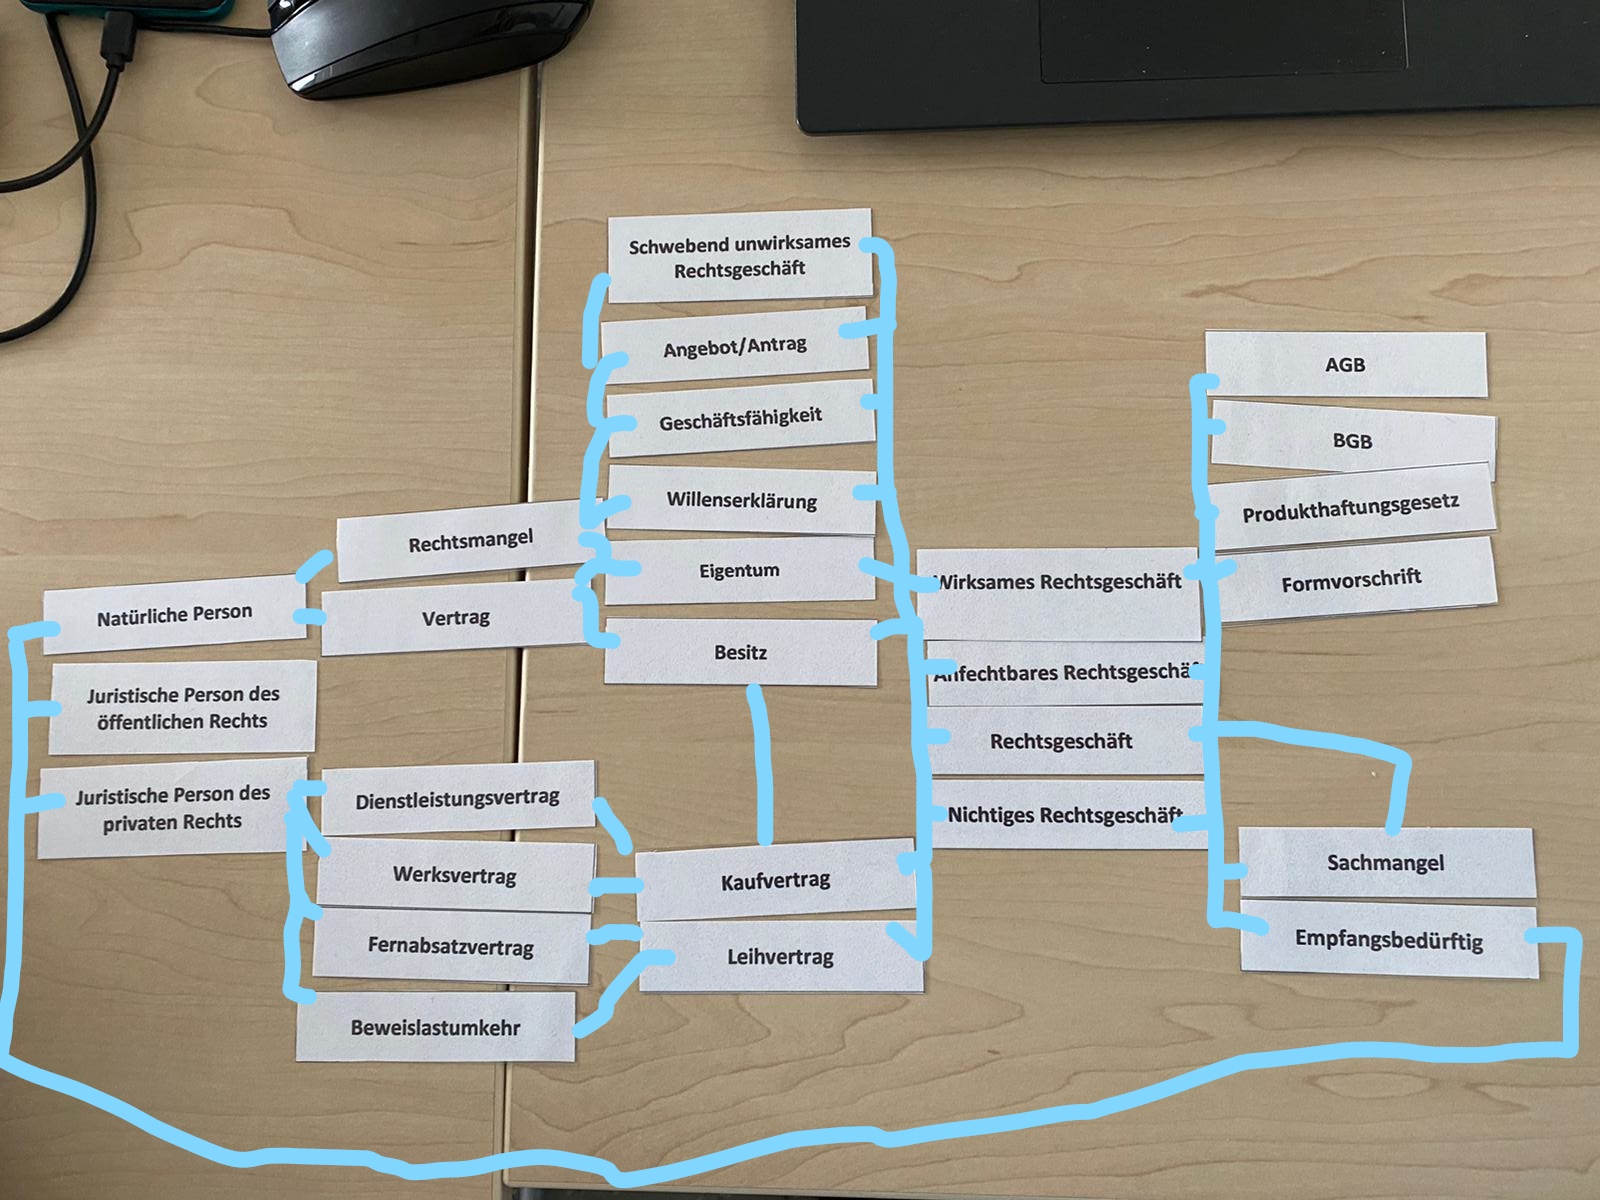 Schwebend unwirksames
Rechtsgeschäft
Angebot/Antrag
Geschäftsfähigkeit
Willenserklärung
Eigentum
Besitz
Rechtsmangel
Vertrag
Natürliche Person
Juristische Person des
öffentlichen Rechts
Juristische Person des
privaten Rechts
Dienstleistungsvertrag
Werksvertrag
Fernabsatzvertrag
Beweislastumkehr
Kaufvertrag
Leihvertrag
Wirksames Rechtsgeschäft
Anfechtbares Rechtsgeschäf
Rechtsgeschäft
Nichtiges Rechtsgeschäft
AGB
BGB
Produkthaftungsgesetz
Formvorschrift
Sachmangel
Empfangsbedürftig